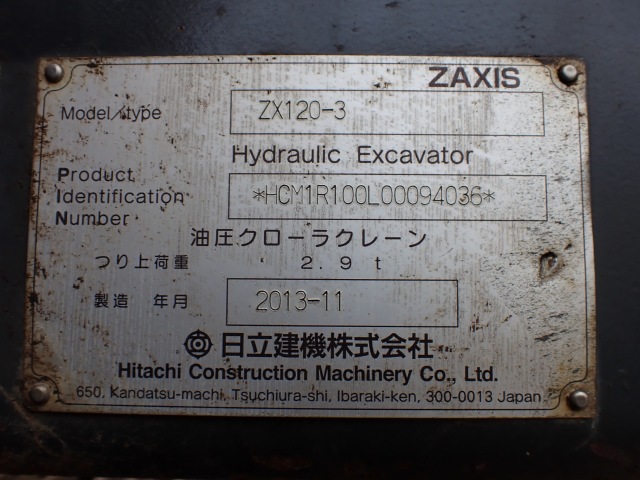 ZAXIS
Model/type ZX120-3
Hydraulic Excavator
Product
Identification *HCM1R100L00094036*
Number
油圧クローラクレーン
つり上荷重 2.9t
製造 年月 2013-11
日立建機株式会社
Hitachi Construction Machinery Co., Ltd.
650, Kandatsu-machi, Tsuchiura-shi, Ibaraki-ken, 300-0013 Japan